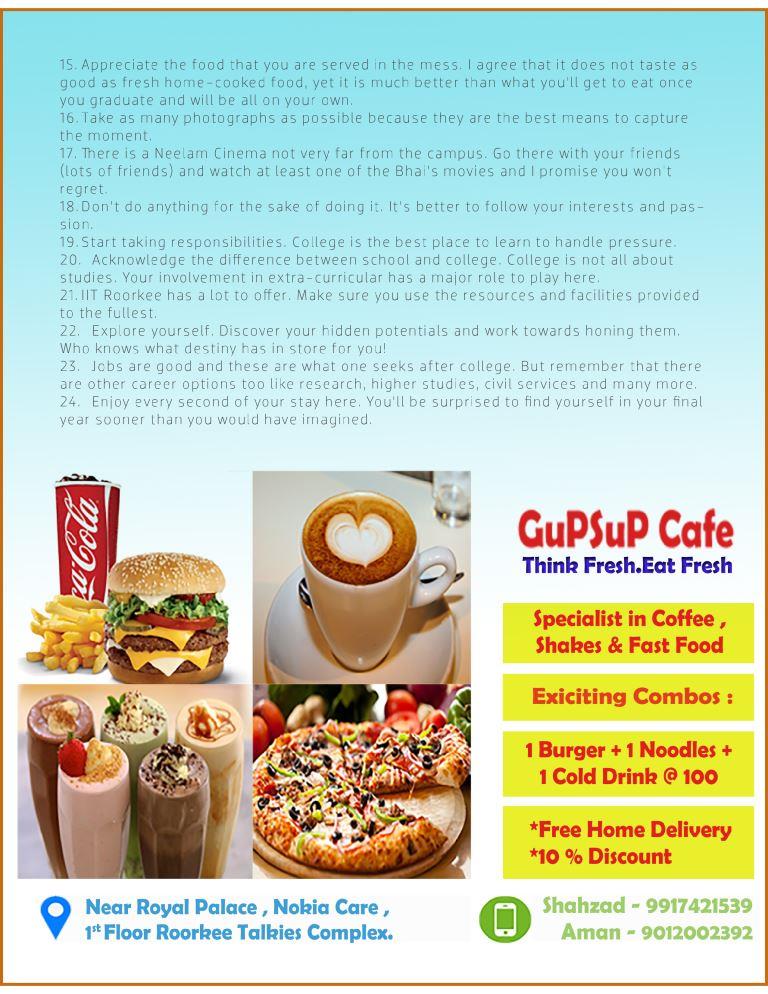 15. Appreciate the food that you are served in the mess. I agree that it does not taste as
good as fresh home-cooked food, yet it is much better than what you'll get to eat once
you graduate and will be all on your own.
16. Take as many photographs as possible because they are the best means to capture
the moment.
17. There is a Neelam Cinema not very far from the campus. Go there with your friends
(lots of friends) and watch at least one of the Bhai's movies and I promise you won't
regret.
18. Don't do anything for the sake of doing it. It's better to follow your interests and pas-
sion.
19. Start taking responsibilities. College is the best place to learn to handle pressure.
20. Acknowledge the difference between school and college. College is not all about
studies. Your involvement in extra-curricular has a major role to play here.
21. IIT Roorkee has a lot to offer. Make sure you use the resources and facilities provided
to the fullest.
22. Explore yourself. Discover your hidden potentials and work towards honing them.
Who knows what destiny has in store for you!
23. Jobs are good and these are what one seeks after college. But remember that there
are other career options too like research, higher studies, civil services and many more.
24. Enjoy every second of your stay here. You'll be surprised to find yourself in your final
year sooner than you would have imagined.
Coca-Cola
GuPSuP Cafe
Think Fresh.Eat Fresh
Specialist in Coffee ,
Shakes & Fast Food
Exiciting Combos :
1 Burger + 1 Noodles +
1 Cold Drink @ 100
*Free Home Delivery
*10 % Discount
Near Royal Palace , Nokia Care ,
1st Floor Roorkee Talkies Complex.
Shahzad - 9917421539
Aman - 9012002392